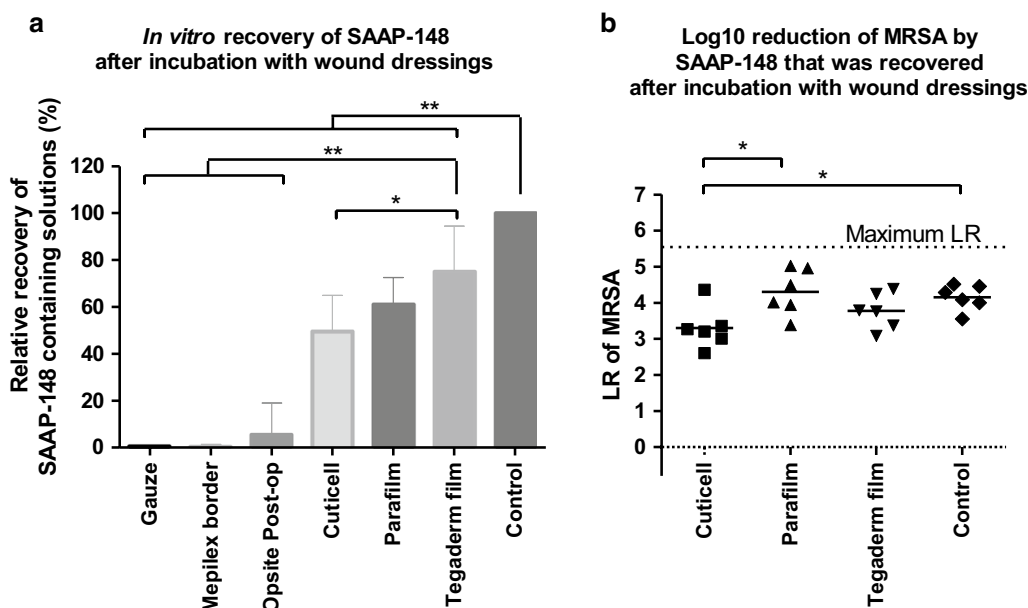 a
In vitro recovery of SAAP-148
after incubation with wound dressings
Relative recovery of
SAAP-148 containing solutions (%)
120
100
80
60
40
20
0
**
**
*
Gauze
Mepilex border
Opsite Post-op
Cuticell
Parafilm
Tegaderm film
Control
b
Log10 reduction of MRSA by
SAAP-148 that was recovered
after incubation with wound dressings
LR of MRSA
7
6
5
4
3
2
1
0
*
*
Maximum LR
Cuticell
Parafilm
Tegaderm film
Control